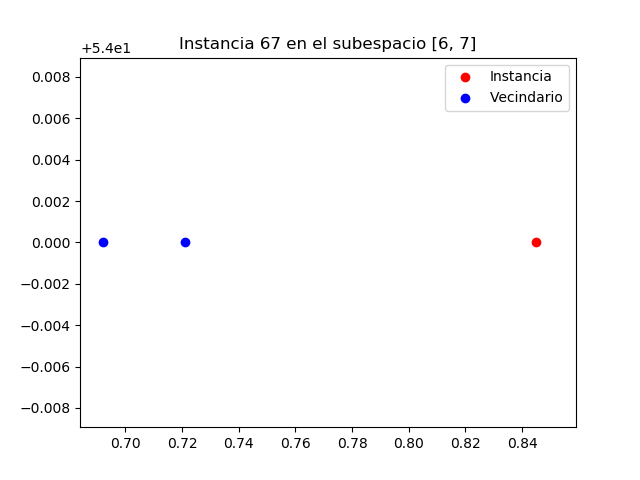 Instancia 67 en el subespacio [6, 7]
+5.4e1
Instancia
Vecindario
0.008
0.006
0.004
0.002
0.000
−0.002
−0.004
−0.006
−0.008
0.70 0.72 0.74 0.76 0.78 0.80 0.82 0.84